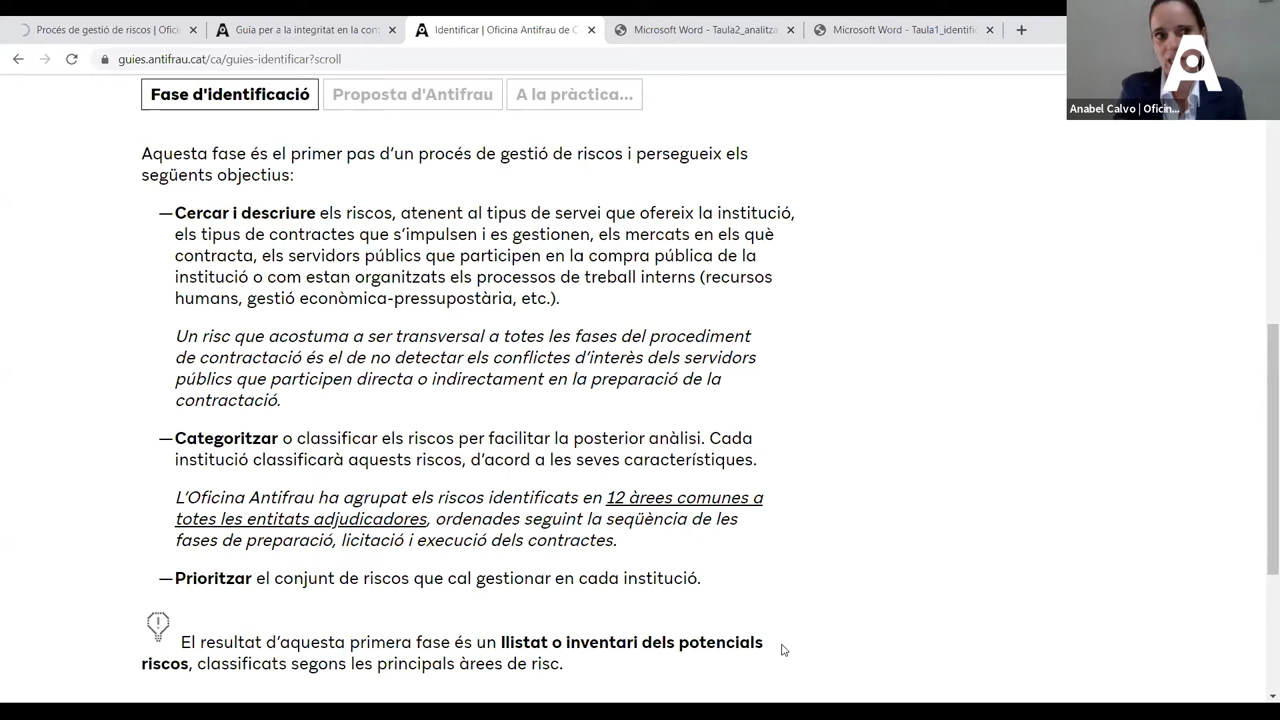 Procés de gestió de riscos | Ofici
Guia per a la integritat en la con
Identificar | Oficina Antifrau de C
Microsoft Word - Taula2_analitza
Microsoft Word - Taula1_identific
guies.antifrau.cat/ca/guies-identificar?scroll
Anabel Calvo | Oficin...
Fase d'identificació
Proposta d'Antifrau
A la pràctica...
Aquesta fase és el primer pas d'un procés de gestió de riscos i persegueix els
següents objectius:
—Cercar i descriure els riscos, atenent al tipus de servei que ofereix la institució,
els tipus de contractes que s'impulsen i es gestionen, els mercats en els què
contracta, els servidors públics que participen en la compra pública de la
institució o com estan organitzats els processos de treball interns (recursos
humans, gestió econòmica-pressupostària, etc.).
Un risc que acostuma a ser transversal a totes les fases del procediment
de contractació és el de no detectar els conflictes d'interès dels servidors
públics que participen directa o indirectament en la preparació de la
contractació.
—Categoritzar o classificar els riscos per facilitar la posterior anàlisi. Cada
institució classificarà aquests riscos, d'acord a les seves característiques.
L'Oficina Antifrau ha agrupat els riscos identificats en 12 àrees comunes a
totes les entitats adjudicadores, ordenades seguint la seqüència de les
fases de preparació, licitació i execució dels contractes.
—Prioritzar el conjunt de riscos que cal gestionar en cada institució.
El resultat d'aquesta primera fase és un llistat o inventari dels potencials
riscos, classificats segons les principals àrees de risc.